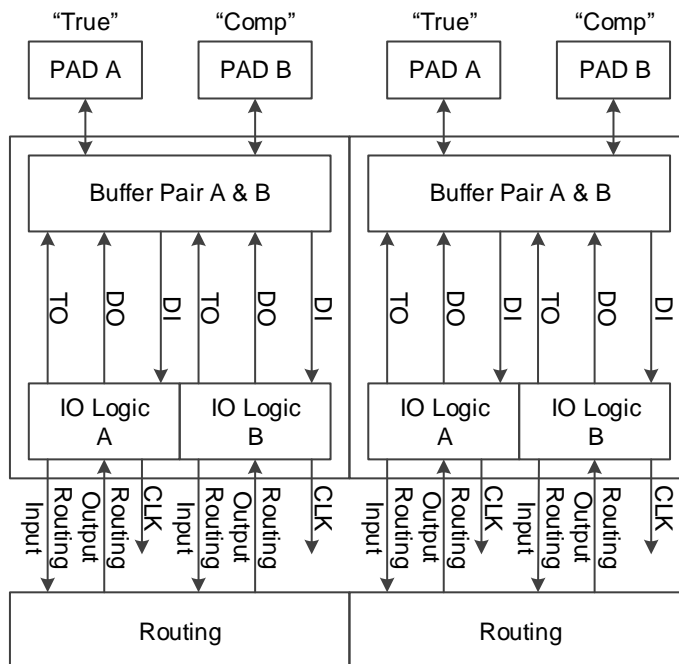 “True” “Comp” “True” “Comp”
PAD A PAD B PAD A PAD B
Buffer Pair A & B Buffer Pair A & B
TO DO DI TO DO DI TO DO DI TO DO DI
IO Logic A
IO Logic B
IO Logic A
IO Logic B
Routing Input
Routing Output
CLK
Routing Input
Routing Output
CLK
Routing Input
Routing Output
CLK
Routing Input
Routing Output
CLK
Routing Routing